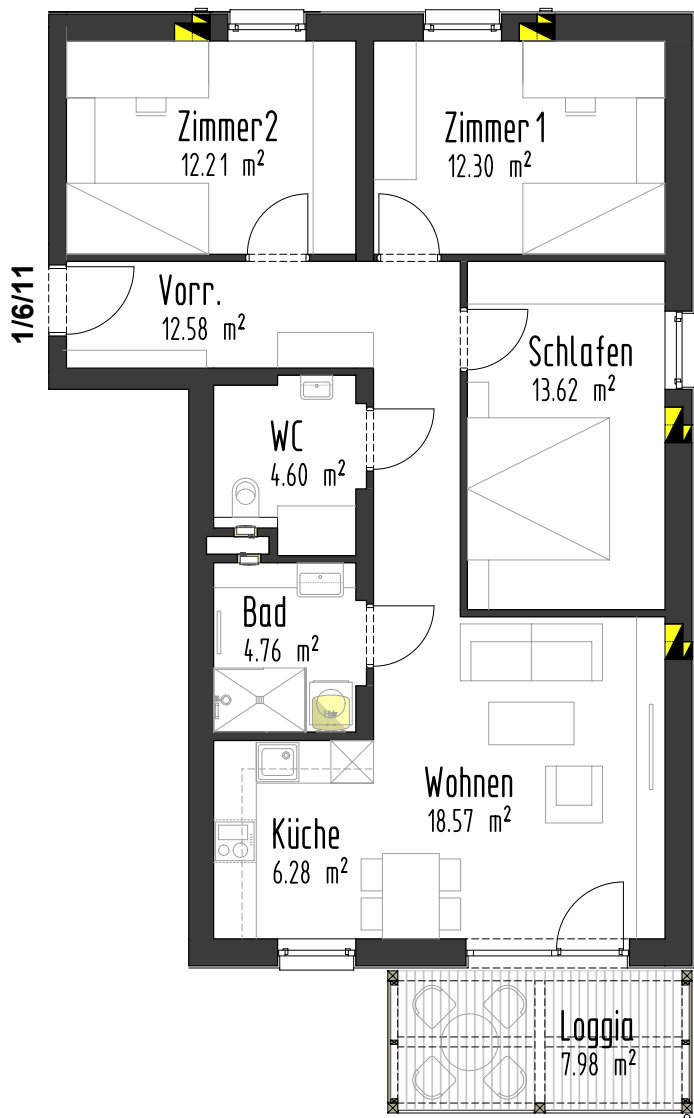 Zimmer2
12.21 m²
Zimmer 1
12.30 m²
1/6/11
Vorr.
12.58 m²
Schlafen
13.62 m²
WC
4.60 m²
Bad
4.76 m²
Wohnen
18.57 m²
Küche
6.28 m²
Loggia
7.98 m²